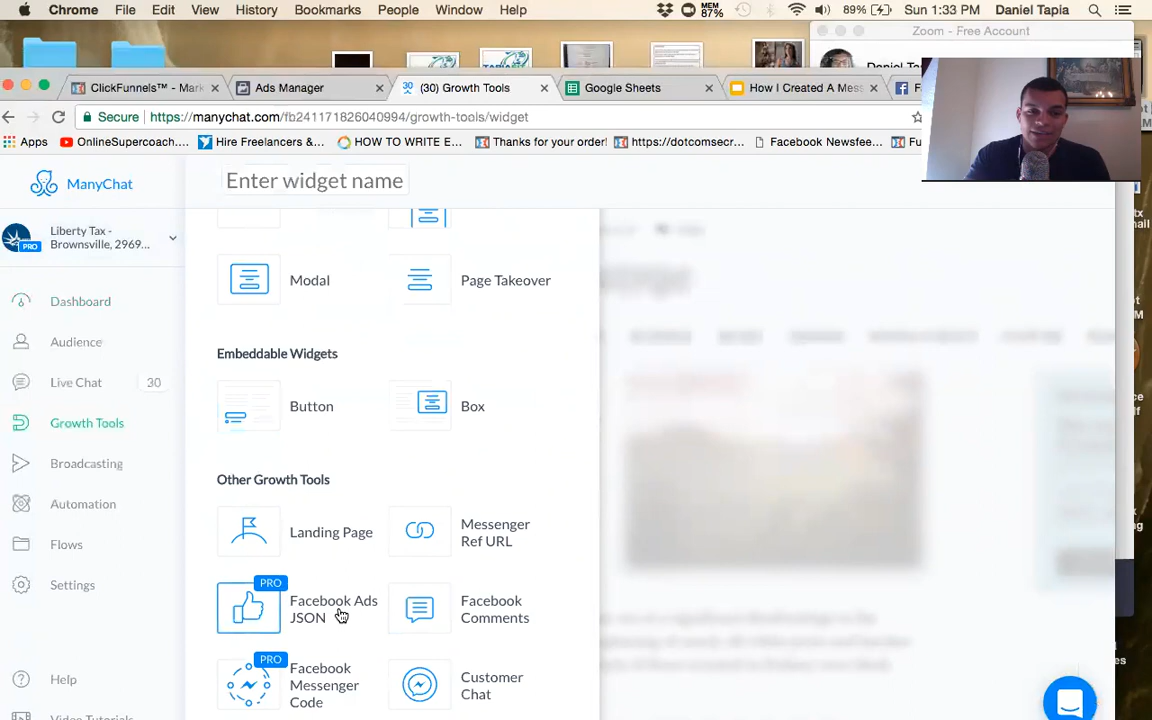 Chrome File Edit View History Bookmarks People Window Help
MEM
87%
89% Sun 1:33 PM Daniel Tapia
Zoom - Free Account
ClickFunnels™ - Mark
Ads Manager
(30) Growth Tools
Google Sheets
How I Created A Mess
Secure https://manychat.com/fb241171826040994/growth-tools/widget
Apps
OnlineSupercoach....
Hire Freelancers &...
HOW TO WRITE E...
Thanks for your order!
https://dotcomsecr...
Facebook Newsfee...
ManyChat
Enter widget name
PRO
Liberty Tax -
Brownsville, 2969...
Dashboard
Audience
Live Chat 30
Growth Tools
Broadcasting
Automation
Flows
Settings
Help
Video Tutorials
Modal
Page Takeover
Embeddable Widgets
Button
Box
Other Growth Tools
Landing Page
Messenger
Ref URL
PRO
Facebook Ads
JSON
Facebook
Comments
PRO
Facebook
Messenger
Code
Customer
Chat